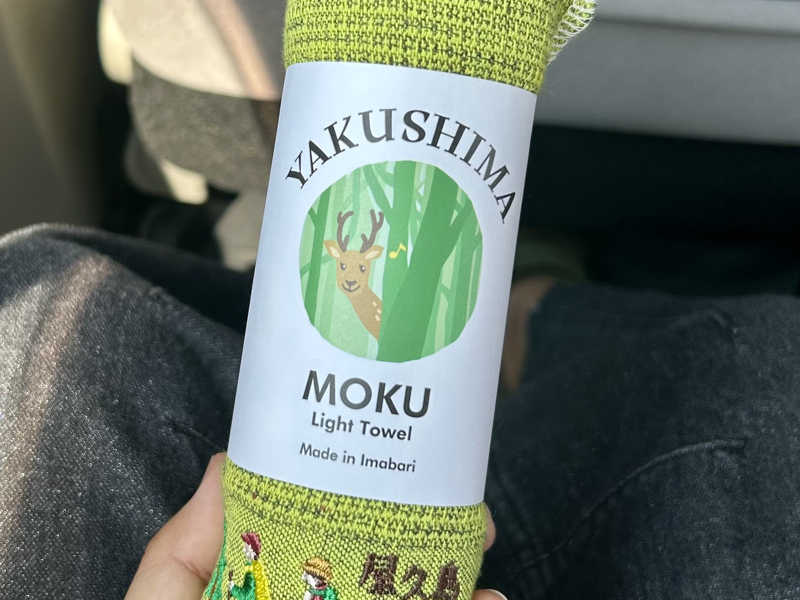 YAKUSHIMA
MOKU
Light Towel
Made in Imabari
屋久島